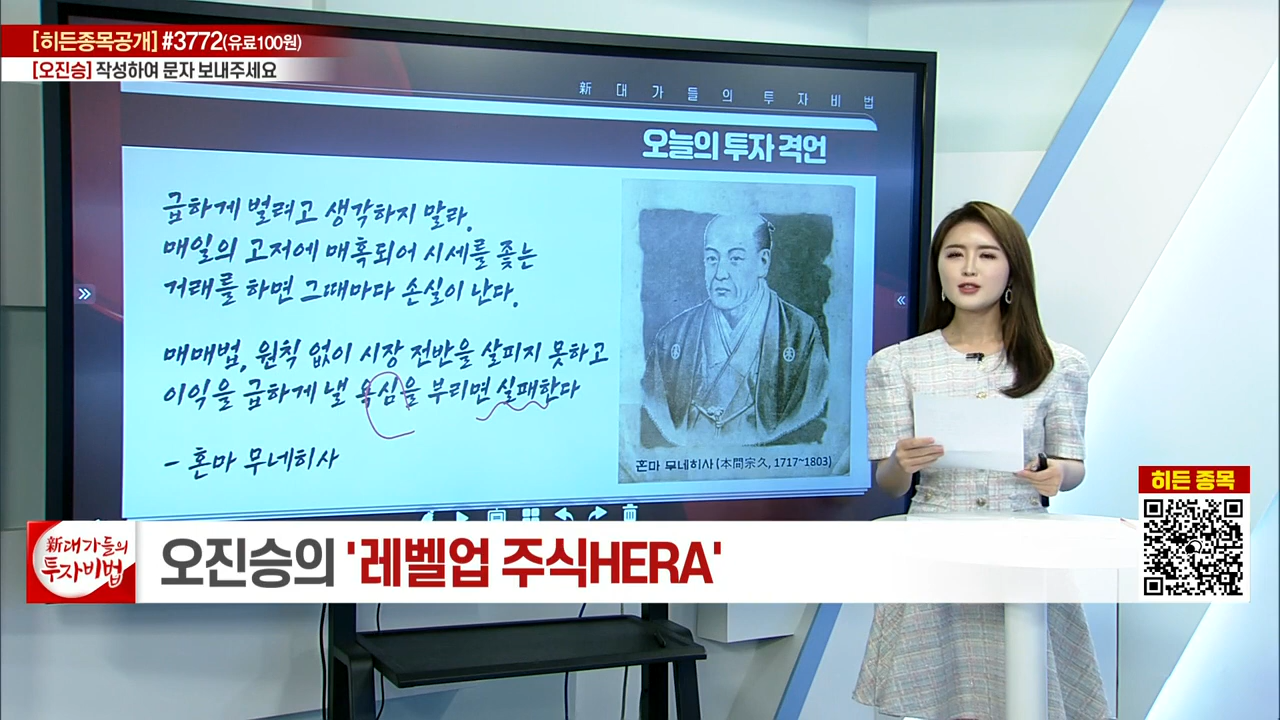 [히든종목공개] #3772(유료100원)
[오진승] 작성하여 문자 보내주세요
新 대 가 들 의 투 자 비 법
오늘의 투자 격언
급하게 벌려고 생각하지 말라.
매일의 고저에 매혹되어 시세를 좇는
거래를 하면 그때마다 손실이 난다.
매매법, 원칙 없이 시장 전반을 살피지 못하고
이익을 급하게 낼 욕심을 부리면 실패한다
- 혼마 무네히사
혼마 무네히사 (本間宗久, 1717~1803)
히든 종목
新대가들의
투자비법
오진승의 '레벨업 주식HERA'